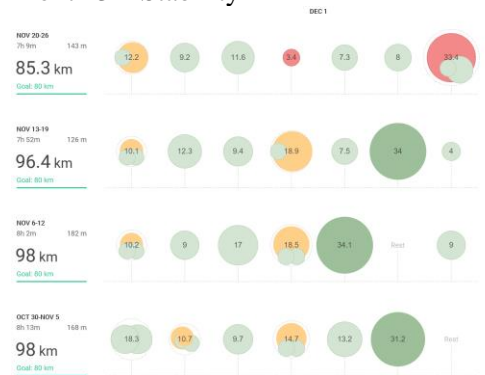 DEC 1
NOV 20-26
7h 9m 143 m
85.3 km
Goal: 80 km
12.2 9.2 11.6 3.4 7.3 8 33.4
NOV 13-19
7h 52m 126 m
96.4 km
Goal: 80 km
10.1 12.3 9.4 18.9 7.5 34 4
NOV 6-12
8h 2m 182 m
98 km
Goal: 80 km
10.2 9 17 18.5 34.1 Rest 9
OCT 30-NOV 5
8h 13m 168 m
98 km
Goal: 80 km
18.3 10.7 9.7 14.7 13.2 31.2 Rest